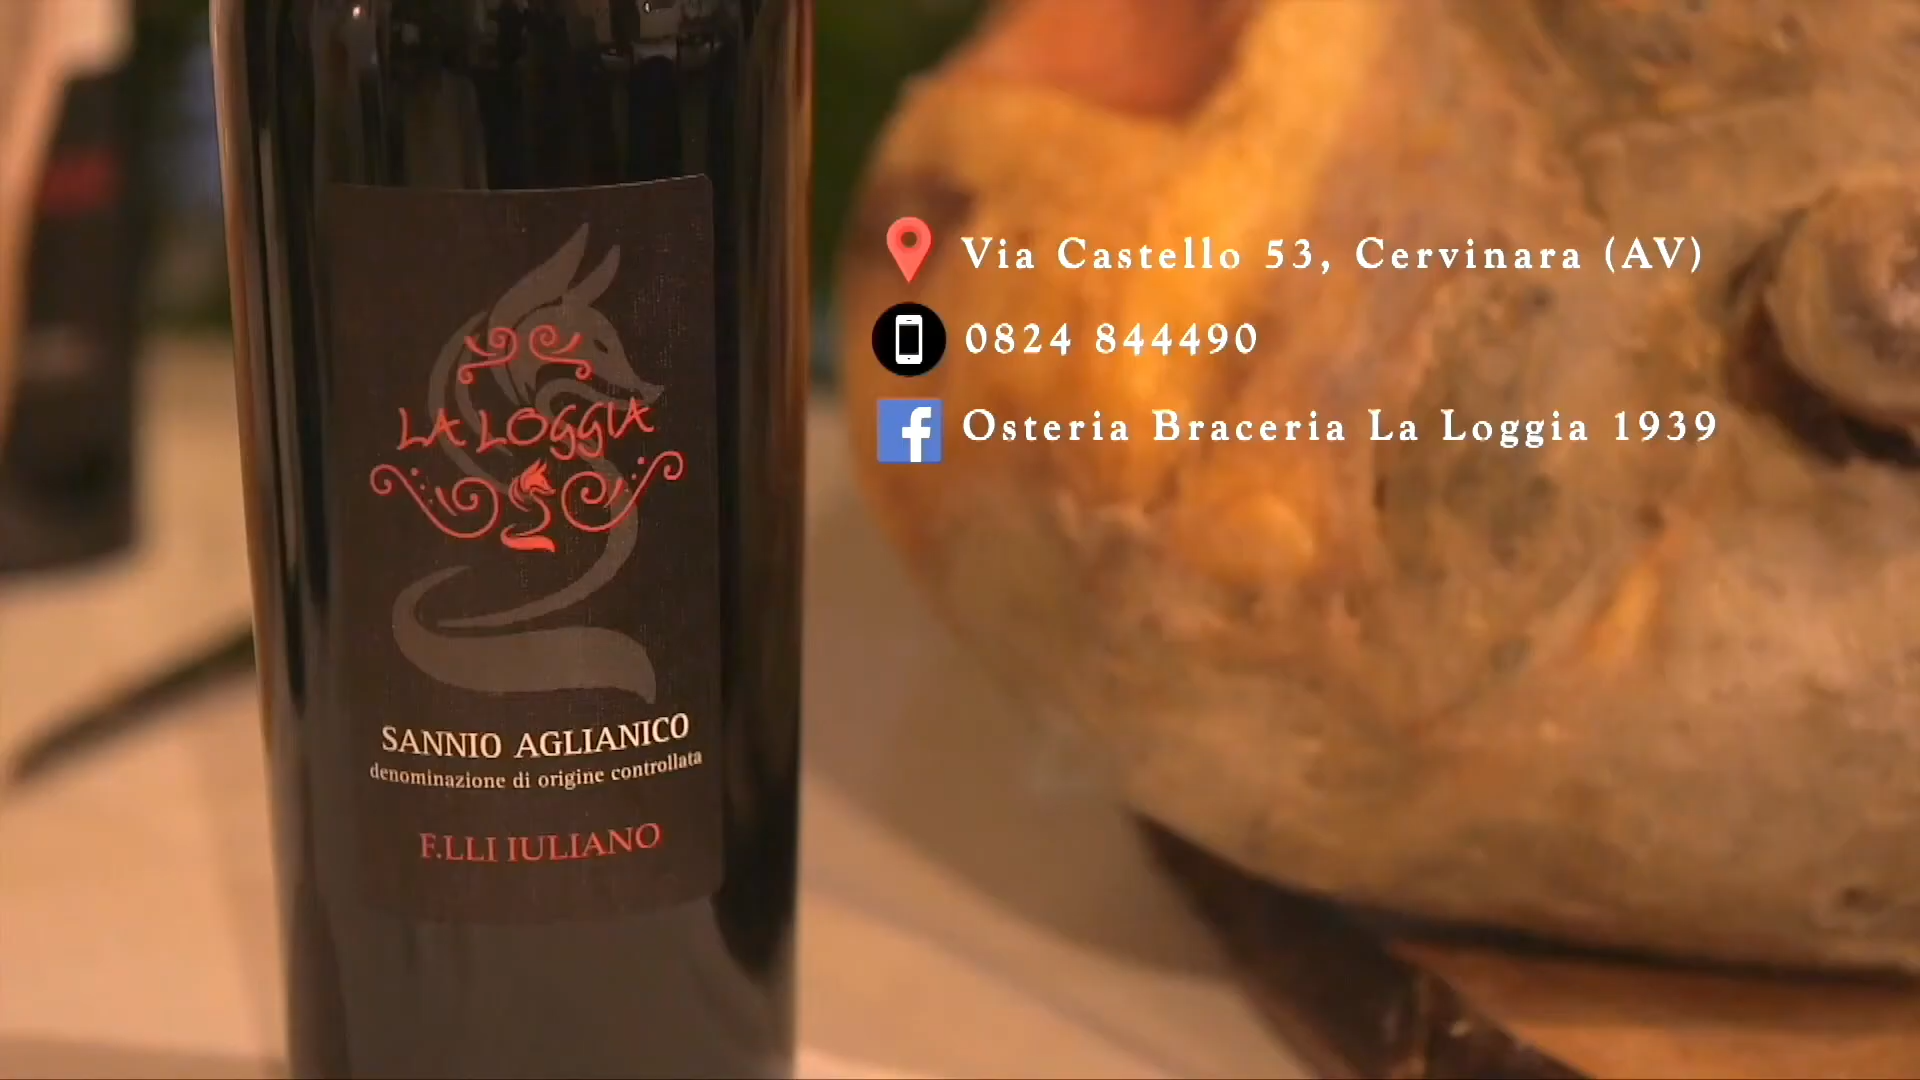 LA LOGGIA
SANNIO AGLIANICO
denominazione di origine controllata
F.LLI IULIANO
Via Castello 53, Cervinara (AV)
0824 844490
f Osteria Braceria La Loggia 1939